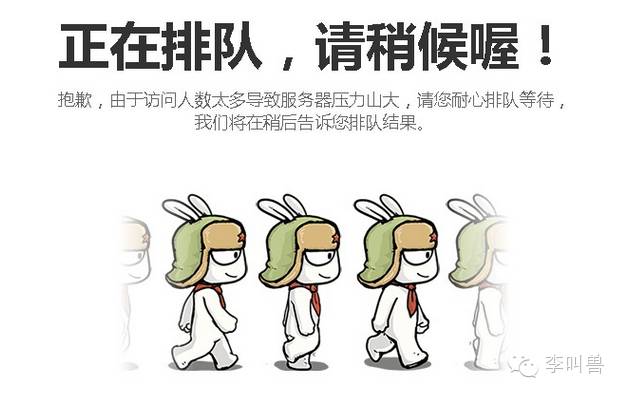 正在排队，请稍候喔！
抱歉，由于访问人数太多导致服务器压力山大，请您耐心排队等待，
我们将在稍后告诉您排队结果。
李叫兽